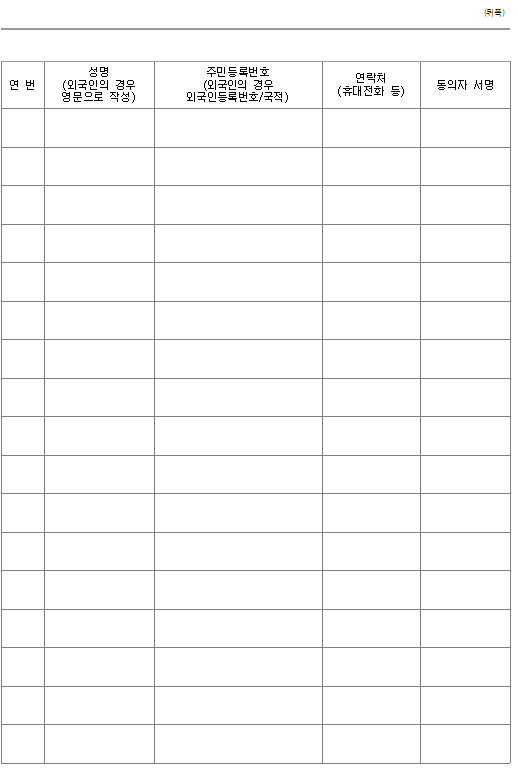 (뒤쪽)
연 번
성명
(외국인의 경우
영문으로 작성)
주민등록번호
(외국인의 경우
외국인등록번호/국적)
연락처
(휴대전화 등)
동의자 서명